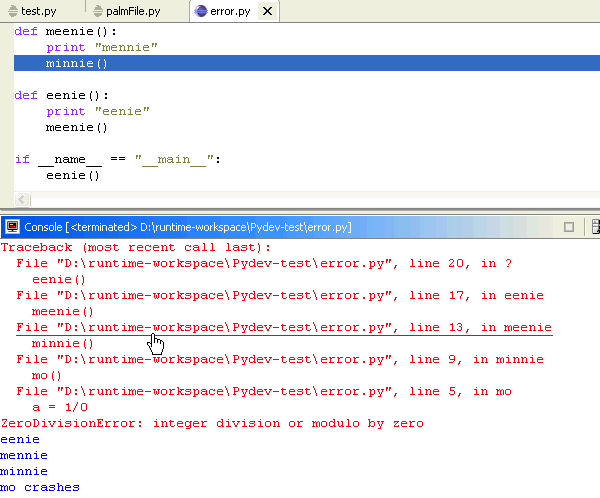 test.py palmFile.py error.py
def meenie():
print "mennie"
minnie()
def eenie():
print "eenie"
meenie()
if __name__ == "__main__":
eenie()
Console [<terminated> D:\runtime-workspace\Pydev-test\error.py]
Traceback (most recent call last):
File "D:\runtime-workspace\Pydev-test\error.py", line 20, in ?
eenie()
File "D:\runtime-workspace\Pydev-test\error.py", line 17, in eenie
meenie()
File "D:\runtime-workspace\Pydev-test\error.py", line 13, in meenie
minnie()
File "D:\runtime-workspace\Pydev-test\error.py", line 9, in minnie
mo()
File "D:\runtime-workspace\Pydev-test\error.py", line 5, in mo
a = 1/0
ZeroDivisionError: integer division or modulo by zero
eenie
mennie
minnie
mo crashes